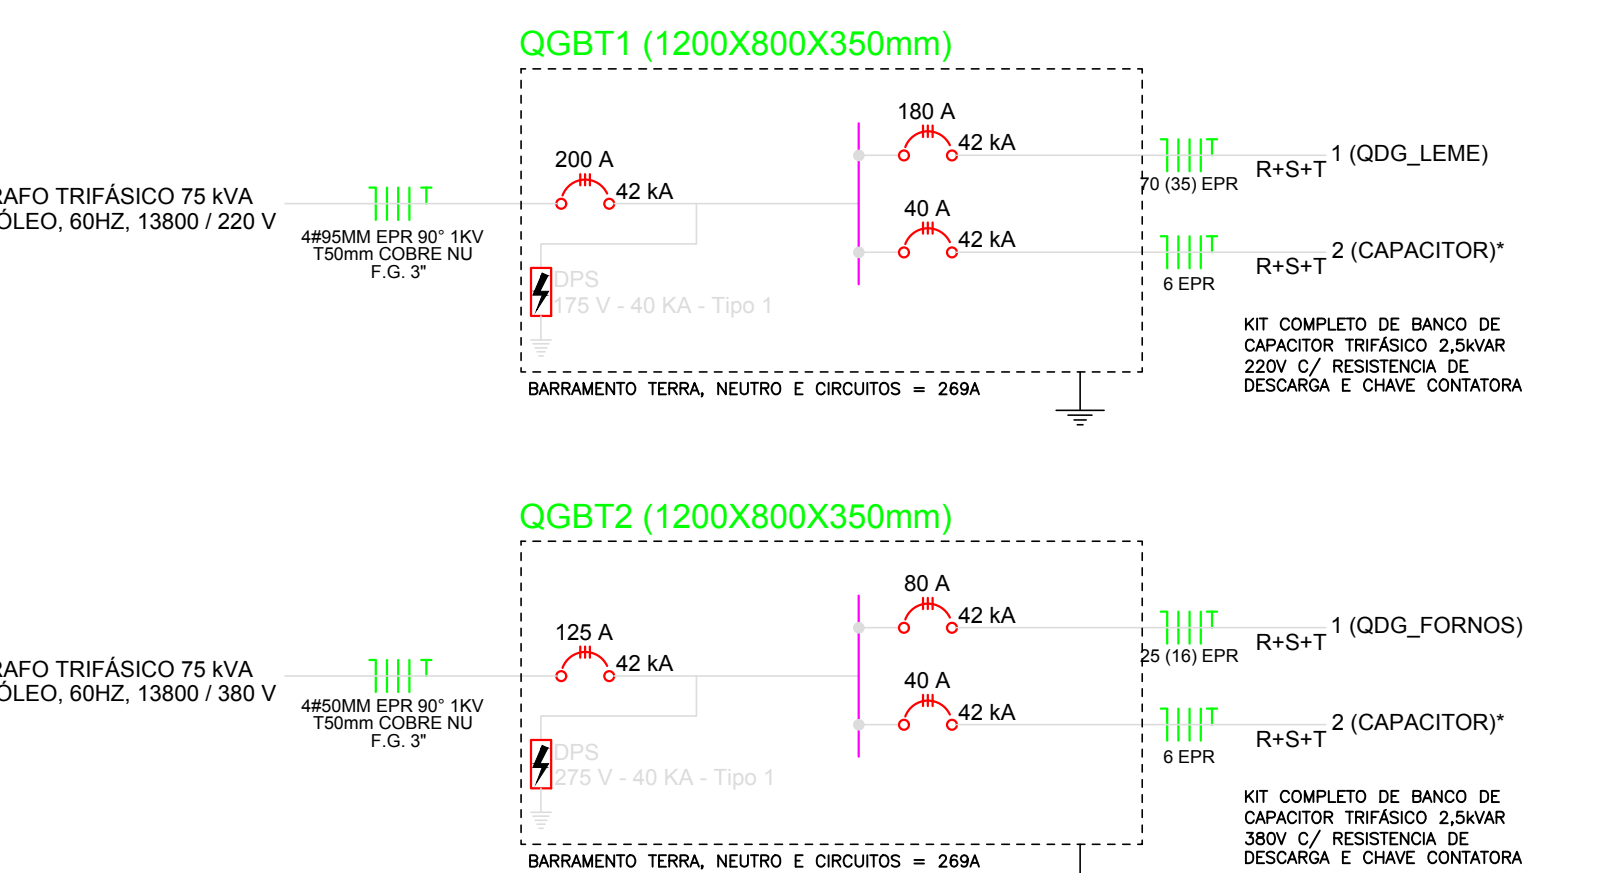 QGBT1 (1200X800X350mm)
180 A
42 kA
200 A
42 kA
1 (QDG_LEME)
R+S+T
70 (35) EPR
RAFO TRIFÁSICO 75 kVA
ÓLEO, 60HZ, 13800 / 220 V
4#95MM EPR 90° 1KV
T50mm COBRE NU
F.G. 3"
40 A
42 kA
2 (CAPACITOR)*
R+S+T
6 EPR
DPS
175 V - 40 KA - Tipo 1
KIT COMPLETO DE BANCO DE
CAPACITOR TRIFÁSICO 2,5kVAR
220V C/ RESISTENCIA DE
DESCARGA E CHAVE CONTATORA
BARRAMENTO TERRA, NEUTRO E CIRCUITOS = 269A
QGBT2 (1200X800X350mm)
80 A
42 kA
125 A
42 kA
1 (QDG_FORNOS)
R+S+T
25 (16) EPR
RAFO TRIFÁSICO 75 kVA
ÓLEO, 60HZ, 13800 / 380 V
4#50MM EPR 90° 1KV
T50mm COBRE NU
F.G. 3"
40 A
42 kA
2 (CAPACITOR)*
R+S+T
6 EPR
DPS
275 V - 40 KA - Tipo 1
KIT COMPLETO DE BANCO DE
CAPACITOR TRIFÁSICO 2,5kVAR
380V C/ RESISTENCIA DE
DESCARGA E CHAVE CONTATORA
BARRAMENTO TERRA, NEUTRO E CIRCUITOS = 269A